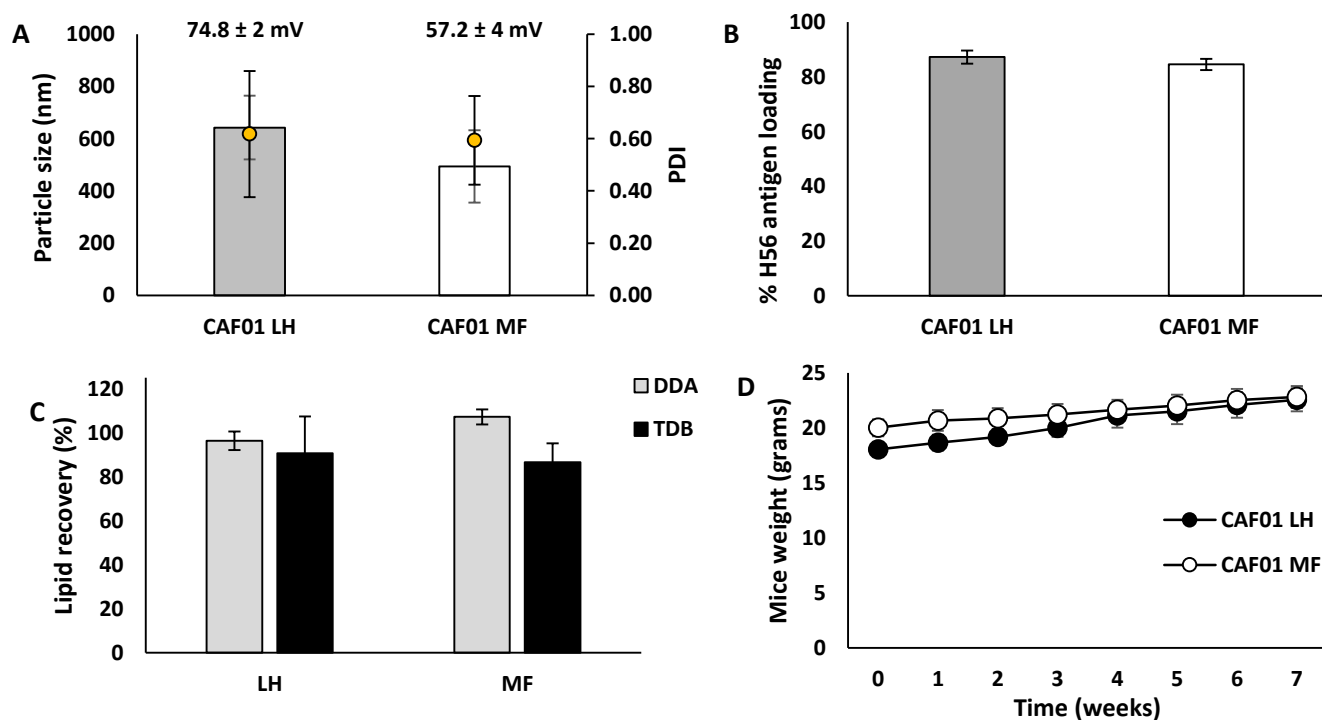 A
74.8 ± 2 mV
57.2 ± 4 mV
Particle size (nm)
1000
800
600
400
200
0
1.00
0.80
0.60
0.40
0.20
0.00
PDI
CAF01 LH
CAF01 MF
B
% H56 antigen loading
100
80
60
40
20
0
CAF01 LH
CAF01 MF
C
Lipid recovery (%)
120
100
80
60
40
20
0
DDA
TDB
LH
MF
D
Mice weight (grams)
25
20
15
10
5
0
CAF01 LH
CAF01 MF
0 1 2 3 4 5 6 7
Time (weeks)